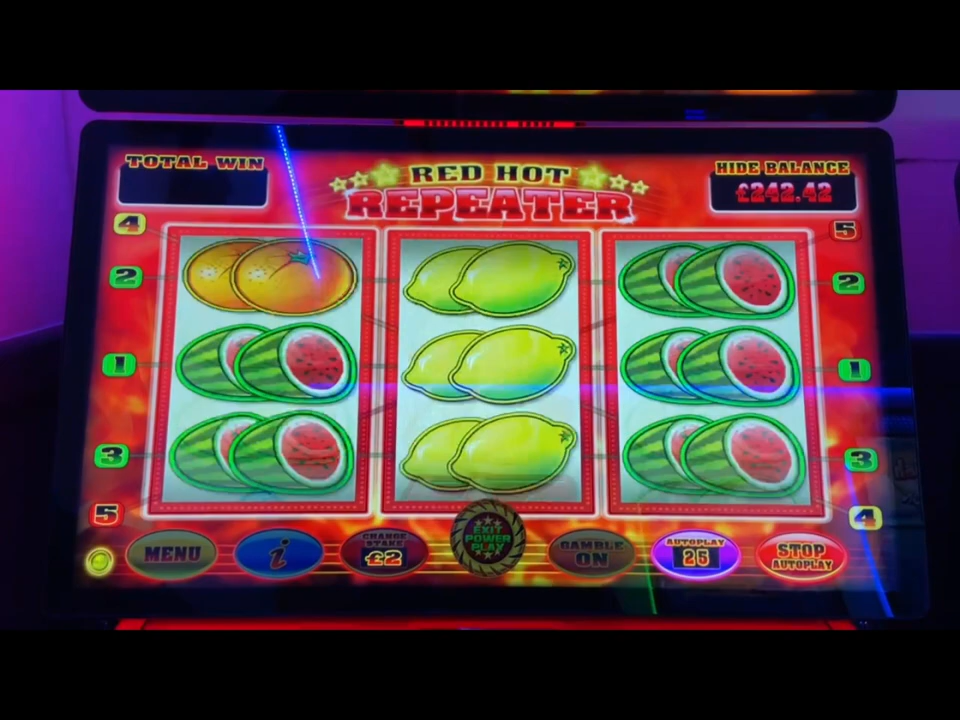 TOTAL WIN
RED HOT
REPEATER
HIDE BALANCE
£242.42
4
5
2
2
1
1
3
3
5
4
MENU
i
CHANGE
STAKE
£2
EXIT
POWER
PLAY
GAMBLE
ON
AUTOPLAY
25
STOP
AUTOPLAY